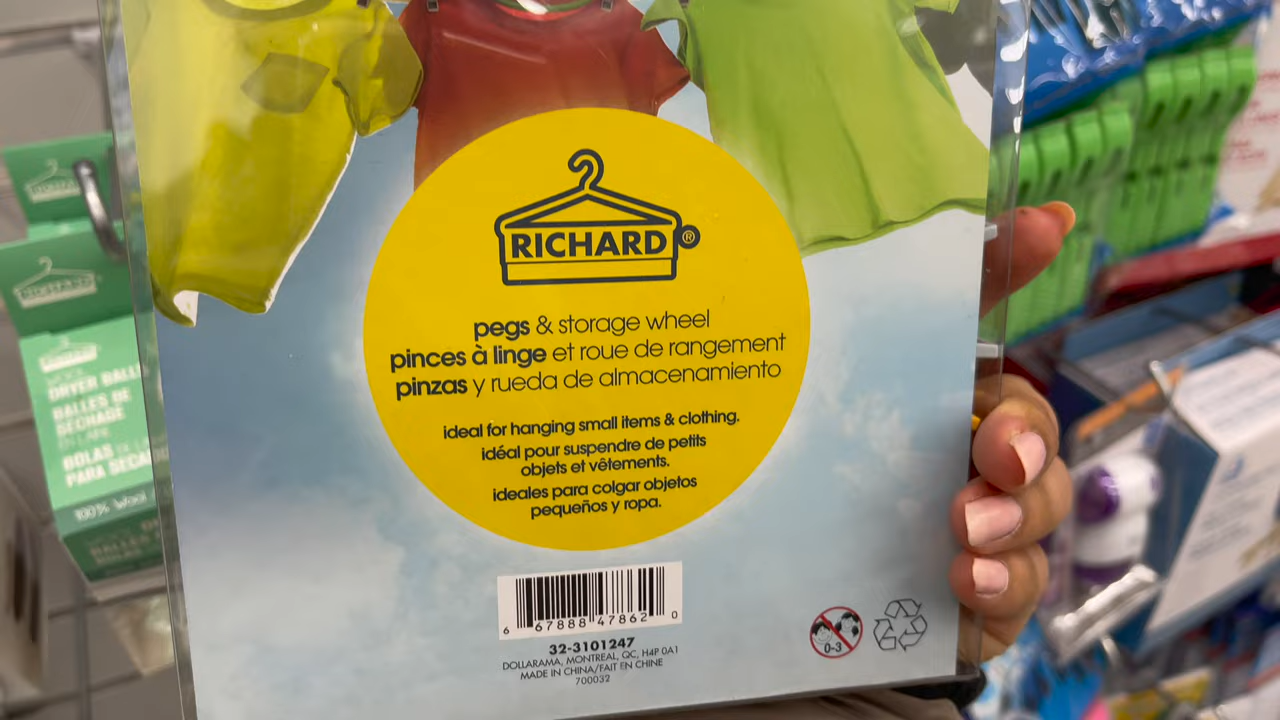 RICHARD®
pegs & storage wheel
pinces à linge et roue de rangement
pinzas y rueda de almacenamiento
ideal for hanging small items & clothing.
idéal pour suspendre de petits
objets et vêtements.
ideales para colgar objetos
pequeños y ropa.
6 67888 47862 0
32-3101247
DOLLARAMA, MONTREAL, QC, H4P 0A1
MADE IN CHINA/FAIT EN CHINE
700032
0-3
RICHARD
DRYER BALL
BALLES DE
SÉCHAGE
BOLAS
PARA SECA
100% Wool